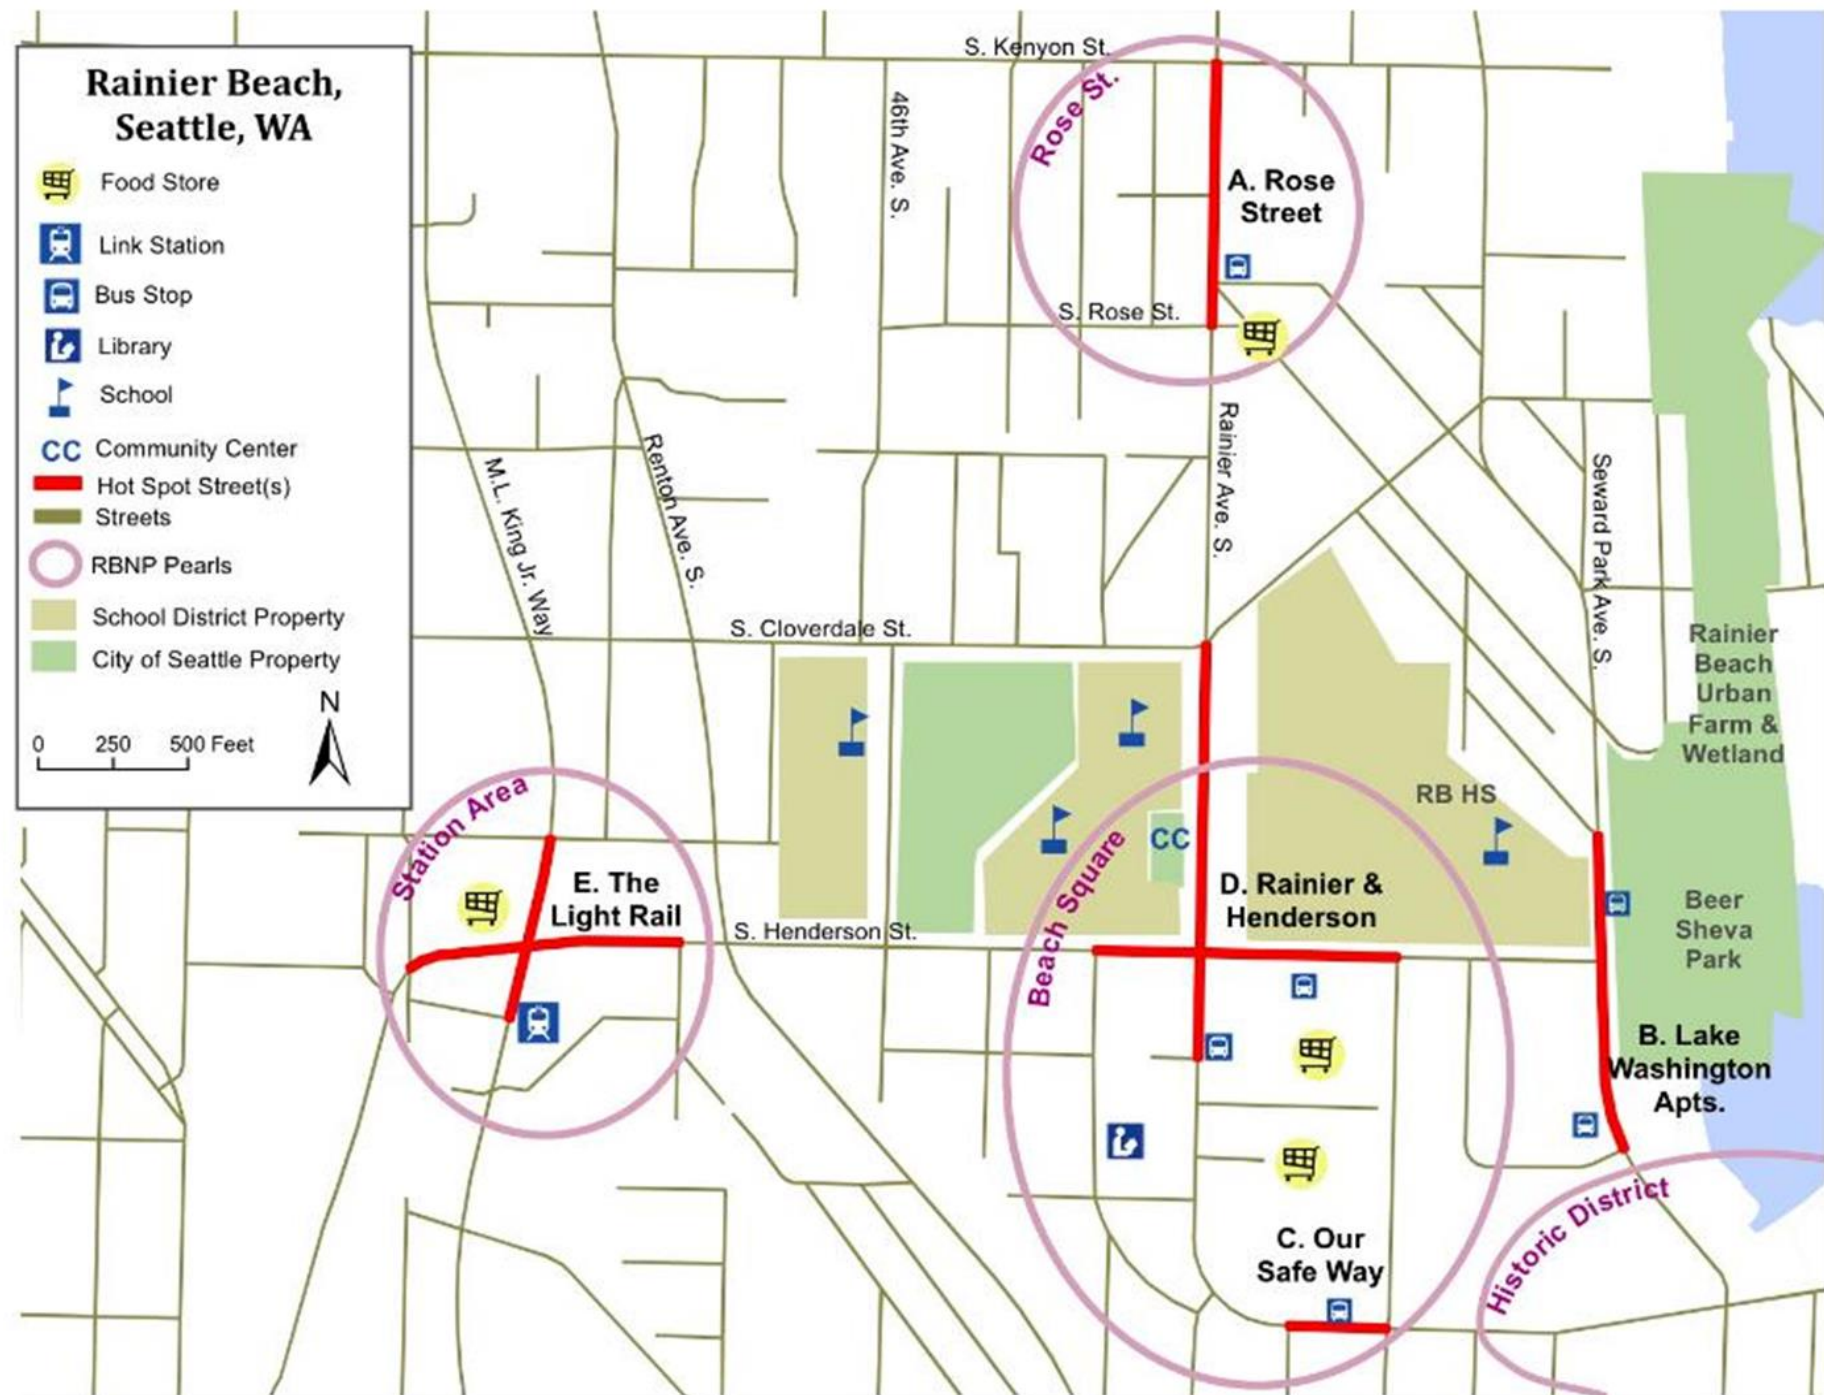 Rainier Beach,
Seattle, WA
Food Store
Link Station
Bus Stop
Library
School
CC Community Center
Hot Spot Street(s)
Streets
RBNP Pearls
School District Property
City of Seattle Property
N
0 250 500 Feet
S. Kenyon St.
Rose St.
46th Ave. S.
A. Rose
Street
S. Rose St.
Rainier Ave. S.
M.L. King Jr. Way
Renton Ave. S.
Seward Park Ave. S.
S. Cloverdale St.
Rainier
Beach
Urban
Farm &
Wetland
RB HS
Station Area
CC
Beach Square
E. The
Light Rail
S. Henderson St.
D. Rainier &
Henderson
Beer
Sheva
Park
B. Lake
Washington
Apts.
C. Our
Safe Way
Historic District